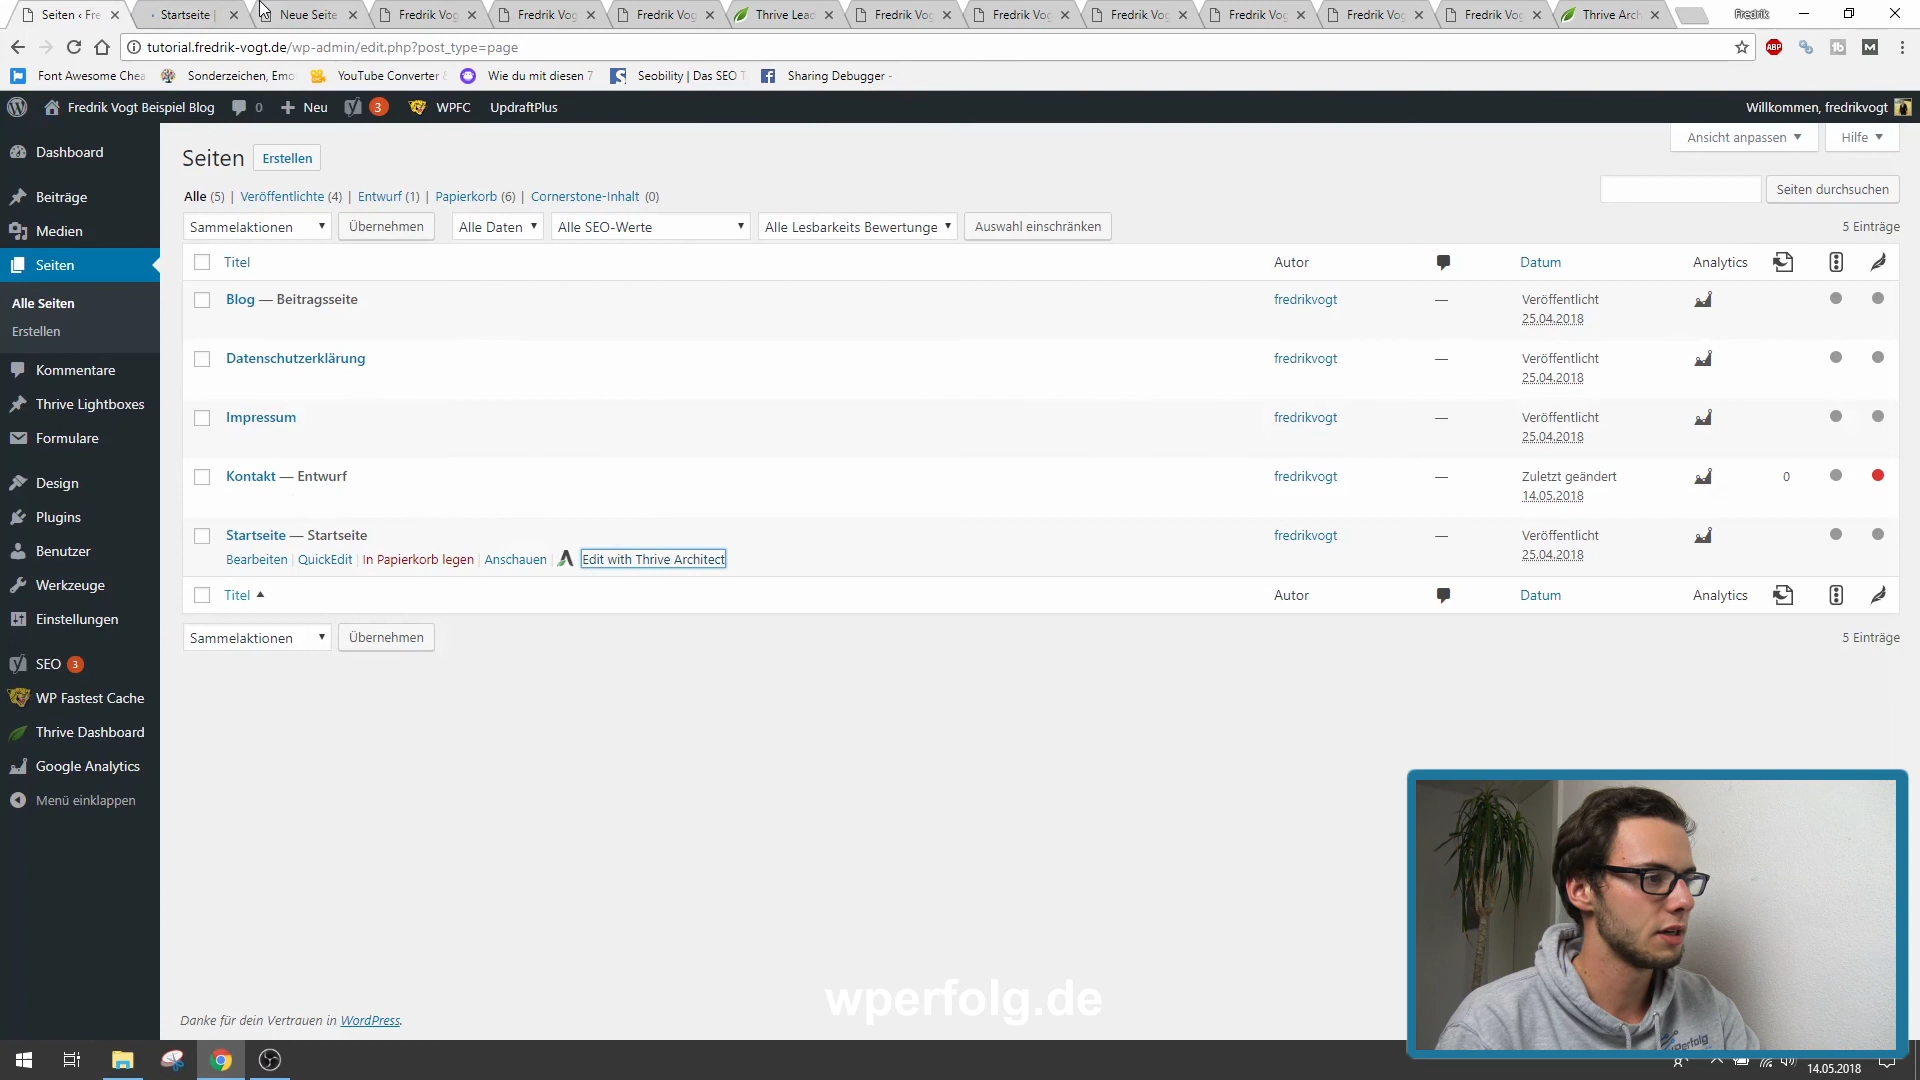 Seiten ‹ Fre
Startseite |
Neue Seite
Fredrik Vog
Fredrik Vog
Fredrik Vog
Thrive Lead
Fredrik Vog
Fredrik Vog
Fredrik Vog
Fredrik Vog
Fredrik Vog
Fredrik Vog
Thrive Arch
Fredrik
tutorial.fredrik-vogt.de/wp-admin/edit.php?post_type=page
ABP
Font Awesome Chea
Sonderzeichen, Emo
YouTube Converter
Wie du mit diesen 7
Seobility | Das SEO T
Sharing Debugger -
Fredrik Vogt Beispiel Blog
0
Neu
3
WPFC
UpdraftPlus
Willkommen, fredrikvogt
Dashboard
Beiträge
Medien
Seiten
Alle Seiten
Erstellen
Kommentare
Thrive Lightboxes
Formulare
Design
Plugins
Benutzer
Werkzeuge
Einstellungen
SEO 3
WP Fastest Cache
Thrive Dashboard
Google Analytics
Menü einklappen
Ansicht anpassen
Hilfe
Seiten Erstellen
Alle (5) | Veröffentlichte (4) | Entwurf (1) | Papierkorb (6) | Cornerstone-Inhalt (0)
Seiten durchsuchen
Sammelaktionen Übernehmen Alle Daten Alle SEO-Werte Alle Lesbarkeits Bewertunge Auswahl einschränken
5 Einträge
Titel Autor Datum Analytics
Blog — Beitragsseite fredrikvogt — Veröffentlicht
25.04.2018
Datenschutzerklärung fredrikvogt — Veröffentlicht
25.04.2018
Impressum fredrikvogt — Veröffentlicht
25.04.2018
Kontakt — Entwurf fredrikvogt — Zuletzt geändert 0
14.05.2018
Startseite — Startseite fredrikvogt — Veröffentlicht
25.04.2018
Bearbeiten | QuickEdit | In Papierkorb legen | Anschauen | Edit with Thrive Architect
Titel Autor Datum Analytics
Sammelaktionen Übernehmen
5 Einträge
wperfolg.de
Danke für dein Vertrauen in WordPress.
14.05.2018